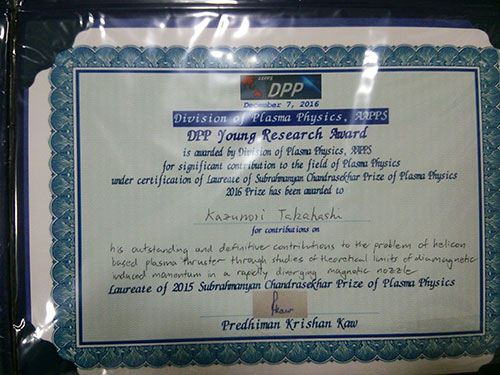 AAPPS
DPP
December 7, 2016
Division of Plasma Physics, AAPPS
DPP Young Research Award
is awarded by Division of Plasma Physics, AAPPS
for significant contribution to the field of Plasma Physics
under certification of Laureate of Subrahmanyan Chandrasekhar Prize of Plasma Physics
2016 Prize has been awarded to
Kazunori Takahashi
for contributions on
his outstanding and definitive contributions to the problem of helicon
based plasma thruster through studies of theoretical limits of diamagnetic
induced momentum in a rapidly diverging magnetic nozzle
Laureate of 2015 Subrahmanyan Chandrasekhar Prize of Plasma Physics
Pkaw
Predhiman Krishan Kaw